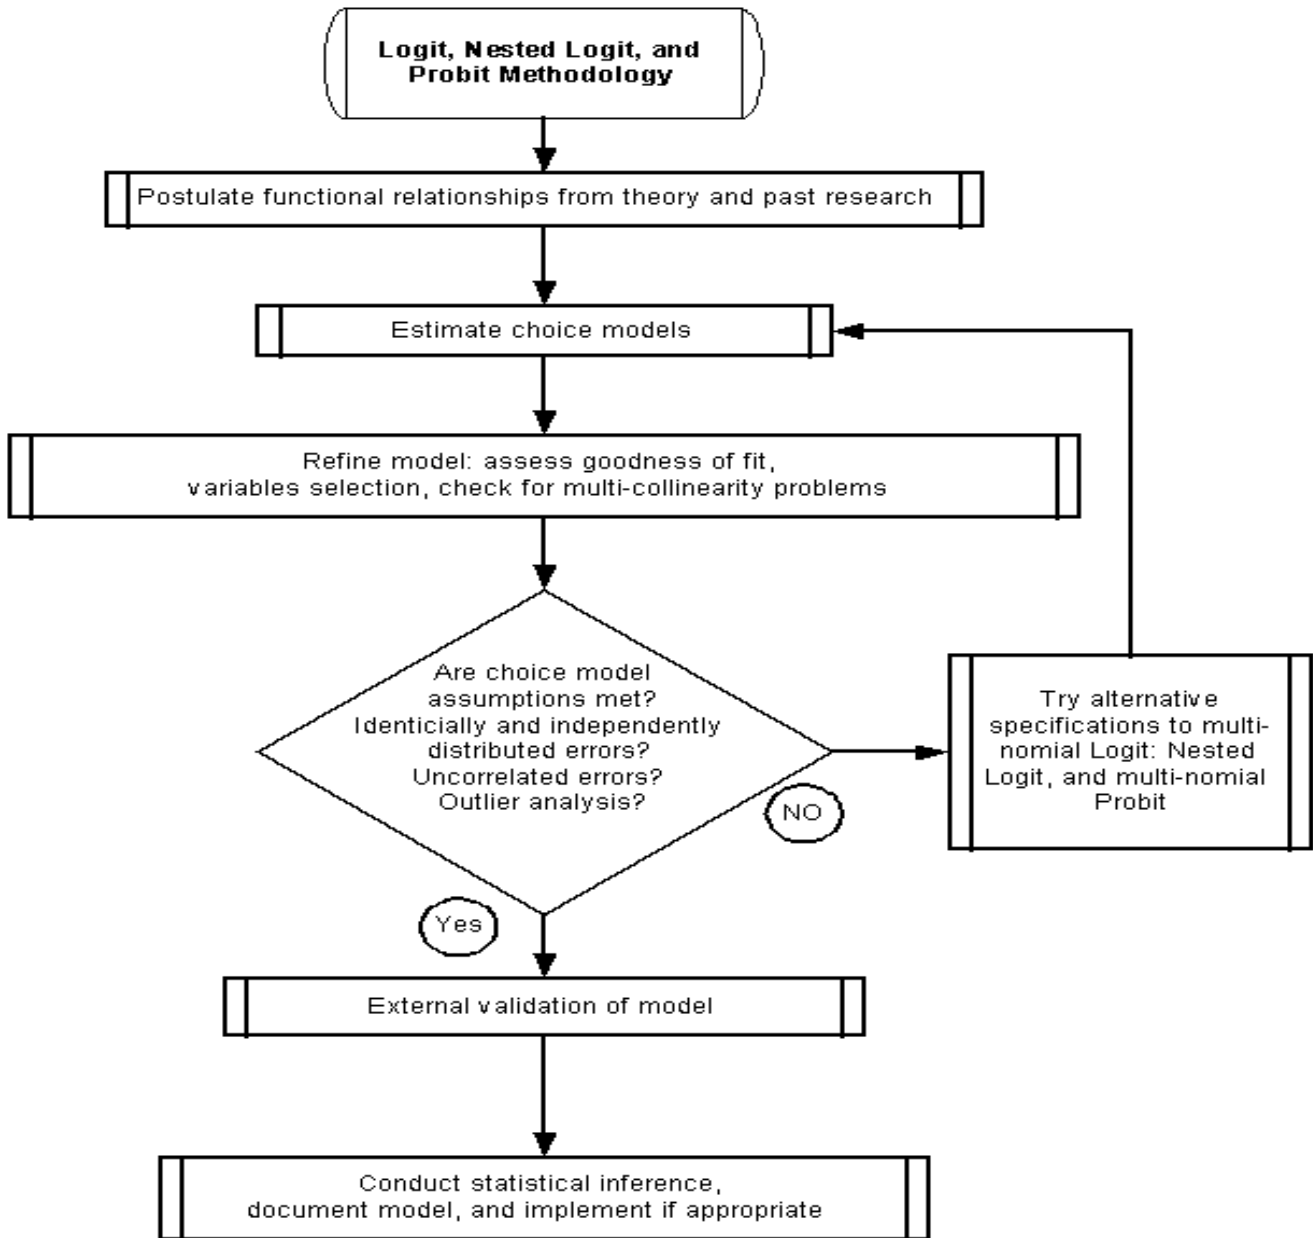 Logit, Nested Logit, and
Probit Methodology
Postulate functional relationships from theory and past research
Estimate choice models
Refine model: assess goodness of fit,
variables selection, check for multi-collinearity problems
Are choice model
assumptions met?
Identicially and independently
distributed errors?
Uncorrelated errors?
Outlier analysis?
NO
Try alternative
specifications to multi-
nomial Logit: Nested
Logit, and multi-nomial
Probit
Yes
External validation of model
Conduct statistical inference,
document model, and implement if appropriate